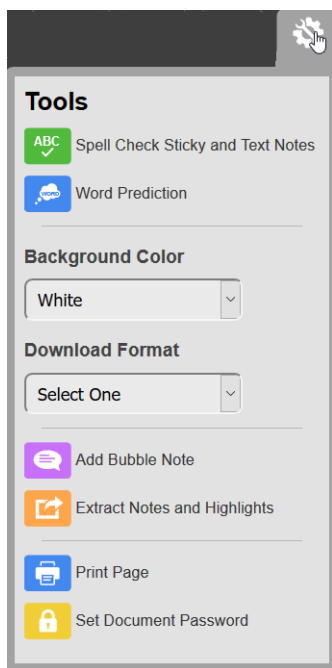 Tools
ABC
Spell Check Sticky and Text Notes
WORD
Word Prediction
Background Color
White
Download Format
Select One
Add Bubble Note
Extract Notes and Highlights
Print Page
Set Document Password